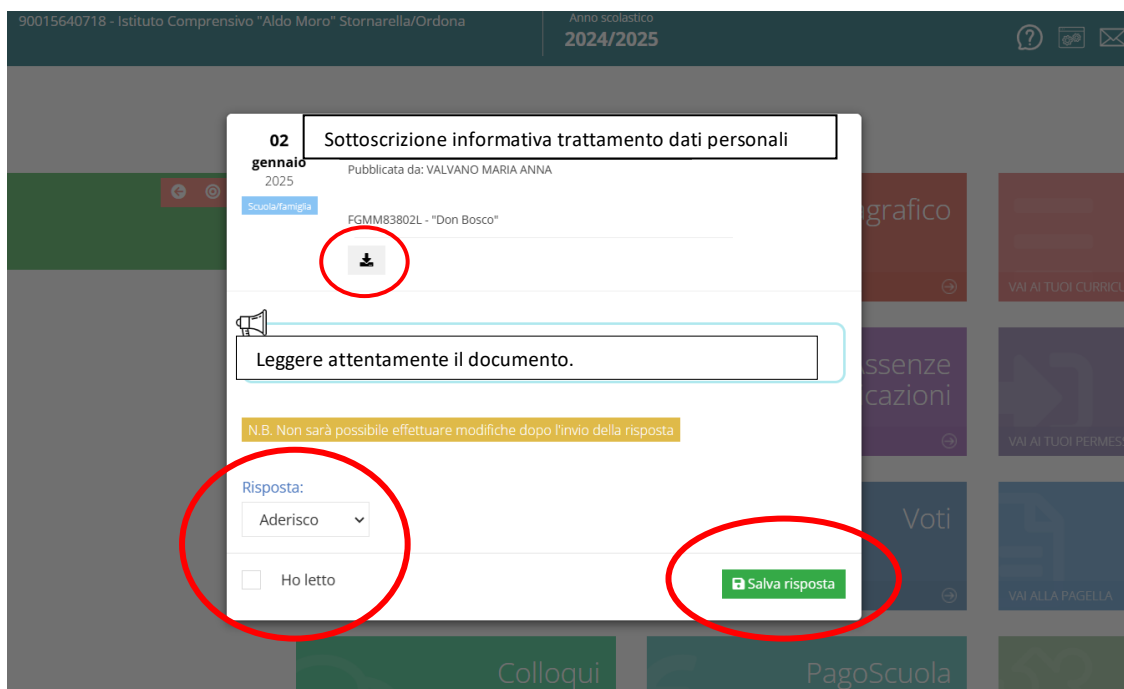 90015640718 - Istituto Comprensivo "Aldo Moro" Stornarella/Ordona
Anno scolastico
2024/2025
02
gennaio
2025
Scuola/famiglia
Sottoscrizione informativa trattamento dati personali
Pubblicata da: VALVANO MARIA ANNA
FGMM83802L - "Don Bosco"
Leggere attentamente il documento.
N.B. Non sarà possibile effettuare modifiche dopo l'invio della risposta
Risposta:
Aderisco
Ho letto
Salva risposta
agrafico
VAI AI TUOI CURRICU
ssenze
cazioni
VAI AI TUOI PERMES
Voti
VAI ALLA PAGELLA
Colloqui
PagoScuola